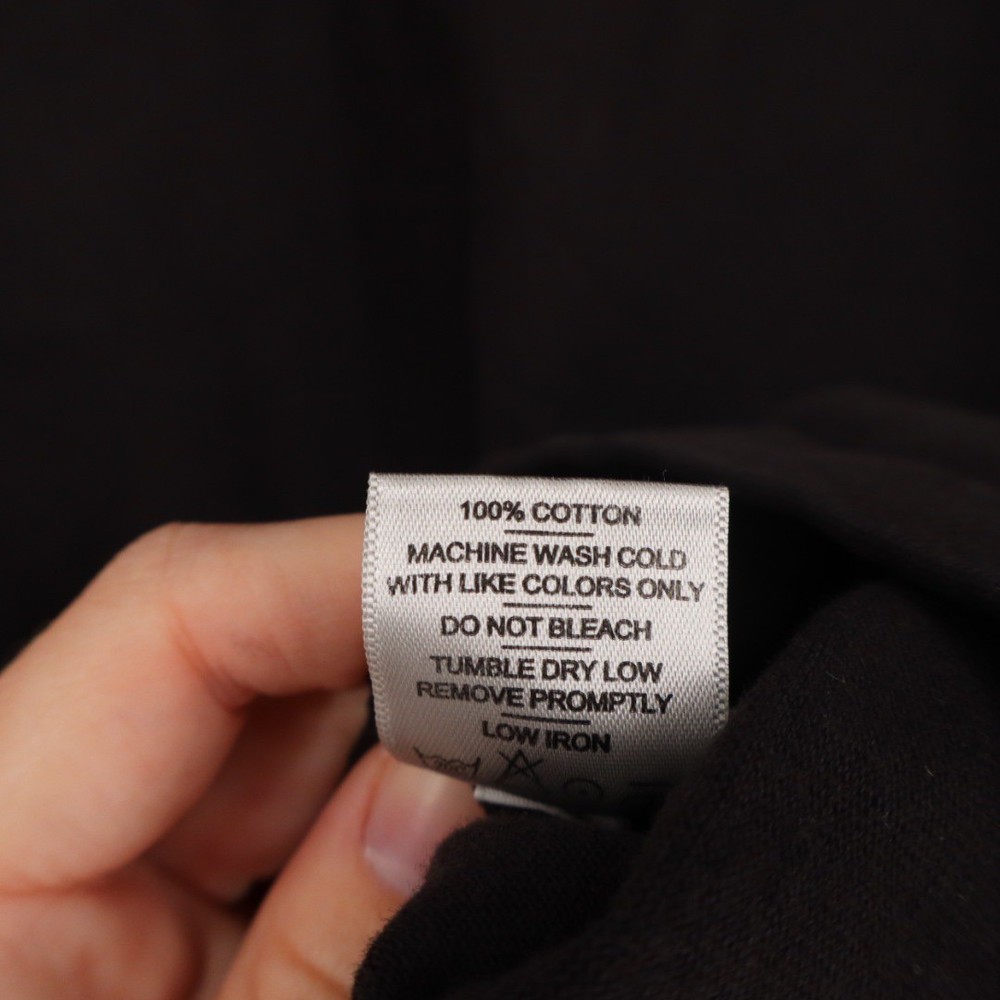 100% COTTON
MACHINE WASH COLD
WITH LIKE COLORS ONLY
DO NOT BLEACH
TUMBLE DRY LOW
REMOVE PROMPTLY
LOW IRON